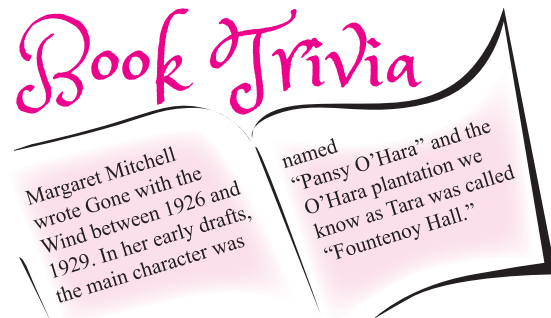 Book Trivia
Margaret Mitchell
wrote Gone with the
Wind between 1926 and
1929. In her early drafts,
the main character was
named
“Pansy O’Hara” and the
O’Hara plantation we
know as Tara was called
“Fountenoy Hall.”